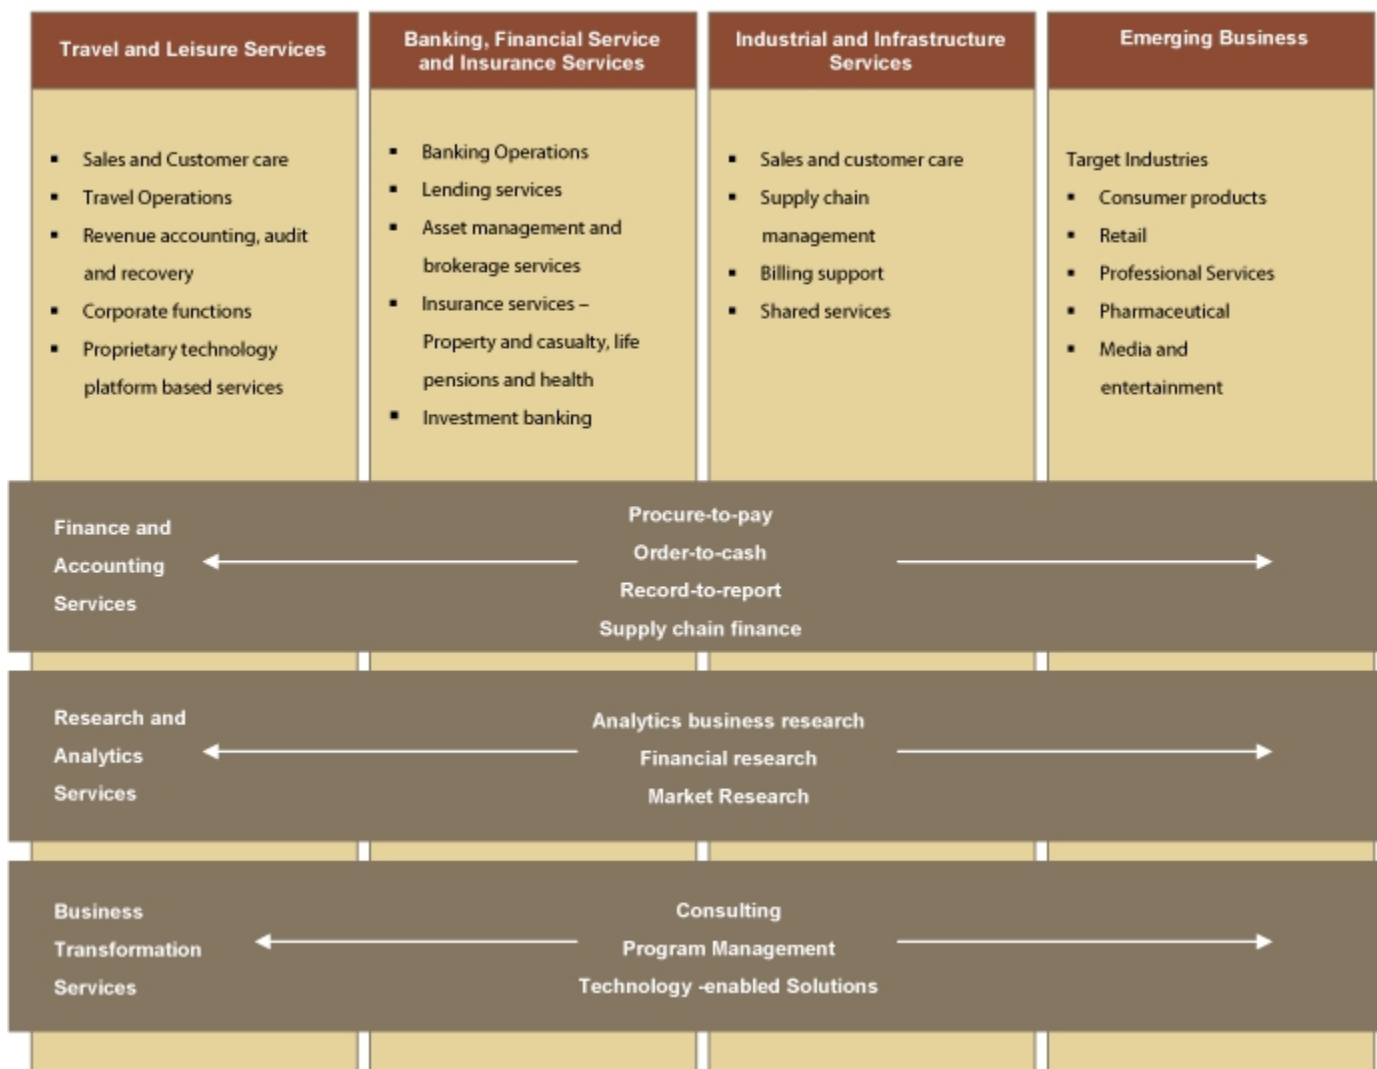 Travel and Leisure Services
Banking, Financial Service
and Insurance Services
Industrial and Infrastructure
Services
Emerging Business
▪ Sales and Customer care
▪ Travel Operations
▪ Revenue accounting, audit
and recovery
▪ Corporate functions
▪ Proprietary technology
platform based services
▪ Banking Operations
▪ Lending services
▪ Asset management and
brokerage services
▪ Insurance services –
Property and casualty, life
pensions and health
▪ Investment banking
▪ Sales and customer care
▪ Supply chain
management
▪ Billing support
▪ Shared services
Target Industries
▪ Consumer products
▪ Retail
▪ Professional Services
▪ Pharmaceutical
▪ Media and
entertainment
Finance and
Accounting
Services
Procure-to-pay
Order-to-cash
Record-to-report
Supply chain finance
Research and
Analytics
Services
Analytics business research
Financial research
Market Research
Business
Transformation
Services
Consulting
Program Management
Technology -enabled Solutions